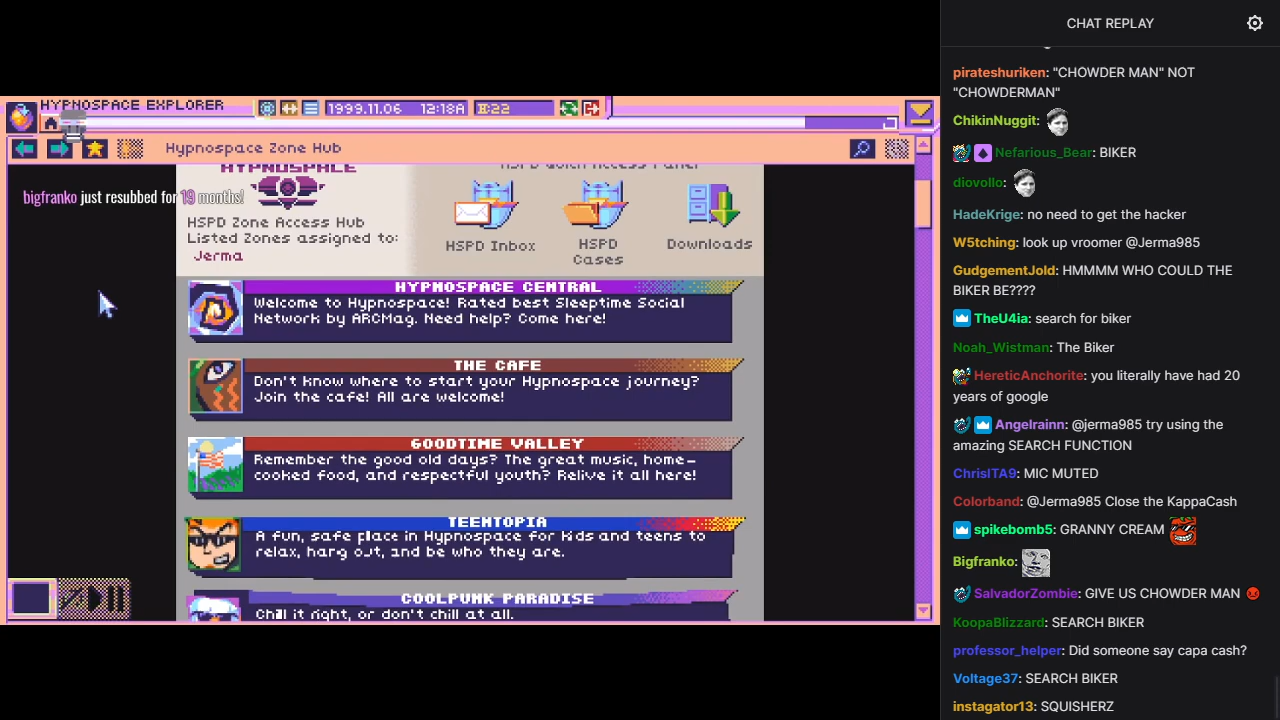 HYPNOSPACE EXPLORER
1999.11.06 12:18A
22
Hypnospace Zone Hub
bigfranko just resubbed for 19 months!
HYPNOSPACE
HSPD Zone Access Hub
Listed Zones assigned to:
Jerma
HSPD Quick Access Panel
HSPD Inbox
HSPD
Cases
Downloads
HYPNOSPACE CENTRAL
Welcome to Hypnospace! Rated best Sleeptime Social
Network by ARCMag. Need help? Come here!
THE CAFE
Don't know where to start your Hypnospace journey?
Join the cafe! All are welcome!
GOODTIME VALLEY
Remember the good old days? The great music, home-
cooked food, and respectful youth? Relive it all here!
TEENTOPIA
A fun, safe place in Hypnospace for kids and teens to
relax, hang out, and be who they are.
COOLPUNK PARADISE
Chill it right, or don't chill at all.
CHAT REPLAY
pirateshuriken: "CHOWDER MAN" NOT
"CHOWDERMAN"
ChikinNuggit:
Nefarious_Bear: BIKER
diovollo:
HadeKrige: no need to get the hacker
W5tching: look up vroomer @Jerma985
GudgementJold: HMMMM WHO COULD THE
BIKER BE????
TheU4ia: search for biker
Noah_Wistman: The Biker
HereticAnchorite: you literally have had 20
years of google
Angelrainn: @jerma985 try using the
amazing SEARCH FUNCTION
ChrisITA9: MIC MUTED
Colorband: @Jerma985 Close the KappaCash
spikebomb5: GRANNY CREAM
Bigfranko:
SalvadorZombie: GIVE US CHOWDER MAN
KoopaBlizzard: SEARCH BIKER
professor_helper: Did someone say capa cash?
Voltage37: SEARCH BIKER
instagator13: SQUISHERZ